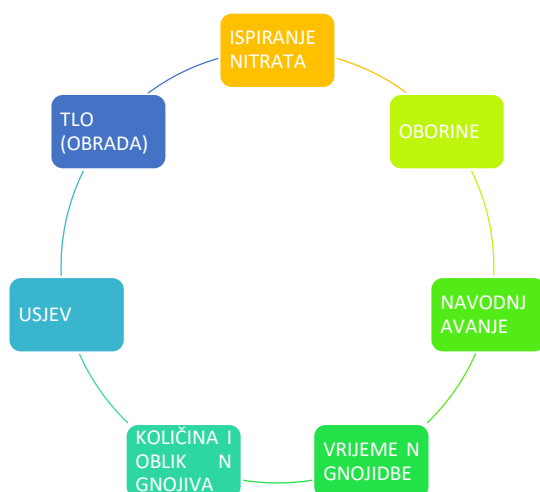 ISPIRANJE
NITRATA
OBORINE
NAVODNJ
AVANJE
VRIJEME N
GNOJIDBE
KOLIČINA I
OBLIK N
GNOJIVA
USJEV
TLO
(OBRADA)